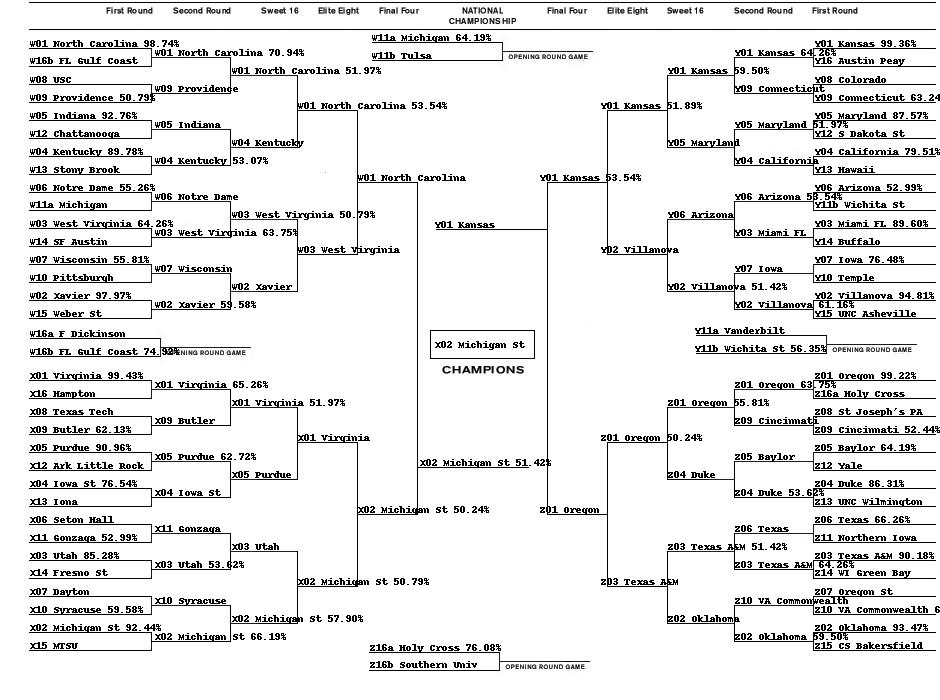 First Round Second Round Sweet 16 Elite Eight Final Four NATIONAL CHAMPIONSHIP Final Four Elite Eight Sweet 16 Second Round First Round
W11a Michigan 64.19%
W11b Tulsa
OPENING ROUND GAME
W01 North Carolina 98.74%
W16b FL Gulf Coast
W08 USC
W09 Providence 50.79%
W05 Indiana 92.76%
W12 Chattanooga
W04 Kentucky 89.78%
W13 Stony Brook
W06 Notre Dame 55.26%
W11a Michigan
W03 West Virginia 64.26%
W14 SF Austin
W07 Wisconsin 55.81%
W10 Pittsburgh
W02 Xavier 97.97%
W15 Weber St
W16a F Dickinson
W16b FL Gulf Coast 74.92%
OPENING ROUND GAME
W01 North Carolina 70.94%
W09 Providence
W05 Indiana
W04 Kentucky 53.07%
W06 Notre Dame
W03 West Virginia 63.75%
W07 Wisconsin
W02 Xavier 59.58%
W01 North Carolina 51.97%
W04 Kentucky
W03 West Virginia 50.79%
W02 Xavier
W01 North Carolina 53.54%
W03 West Virginia
W01 North Carolina
X01 Virginia 99.43%
X16 Hampton
X08 Texas Tech
X09 Butler 62.13%
X05 Purdue 90.96%
X12 Ark Little Rock
X04 Iowa St 76.54%
X13 Iona
X06 Seton Hall
X11 Gonzaga 52.99%
X03 Utah 85.28%
X14 Fresno St
X07 Dayton
X10 Syracuse 59.58%
X02 Michigan St 92.44%
X15 MTSU
X01 Virginia 65.26%
X09 Butler
X05 Purdue 62.72%
X04 Iowa St
X11 Gonzaga
X03 Utah 53.62%
X10 Syracuse
X02 Michigan St 66.19%
X01 Virginia 51.97%
X05 Purdue
X03 Utah
X02 Michigan St 57.90%
X01 Virginia
X02 Michigan St 50.79%
X02 Michigan St 50.24%
X02 Michigan St 51.42%
Y01 Kansas
X02 Michigan St
CHAMPIONS
Y01 Kansas 53.54%
Z01 Oregon
Y01 Kansas 51.89%
Y02 Villanova
Y01 Kansas 59.50%
Y05 Maryland
Y06 Arizona
Y02 Villanova 51.42%
Y01 Kansas 64.26%
Y09 Connecticut
Y05 Maryland 51.97%
Y04 California
Y06 Arizona 53.54%
Y03 Miami FL
Y07 Iowa
Y02 Villanova 61.16%
Y01 Kansas 99.36%
Y16 Austin Peay
Y08 Colorado
Y09 Connecticut 63.24
Y05 Maryland 87.57%
Y12 S Dakota St
Y04 California 79.51%
Y13 Hawaii
Y06 Arizona 52.99%
Y11b Wichita St
Y03 Miami FL 89.60%
Y14 Buffalo
Y07 Iowa 76.48%
Y10 Temple
Y02 Villanova 94.81%
Y15 UNC Asheville
Y11a Vanderbilt
Y11b Wichita St 56.35%
OPENING ROUND GAME
Z01 Oregon 50.24%
Z03 Texas A&M
Z01 Oregon 55.81%
Z04 Duke
Z03 Texas A&M 51.42%
Z02 Oklahoma
Z01 Oregon 63.75%
Z09 Cincinnati
Z05 Baylor
Z04 Duke 53.62%
Z06 Texas
Z03 Texas A&M 64.26%
Z10 VA Commonwealth
Z02 Oklahoma 59.50%
Z01 Oregon 99.22%
Z16a Holy Cross
Z08 St Joseph's PA
Z09 Cincinnati 52.44%
Z05 Baylor 64.19%
Z12 Yale
Z04 Duke 86.31%
Z13 UNC Wilmington
Z06 Texas 66.26%
Z11 Northern Iowa
Z03 Texas A&M 90.18%
Z14 WI Green Bay
Z07 Oregon St
Z10 VA Commonwealth 6
Z02 Oklahoma 93.47%
Z15 CS Bakersfield
Z16a Holy Cross 76.08%
Z16b Southern Univ
OPENING ROUND GAME